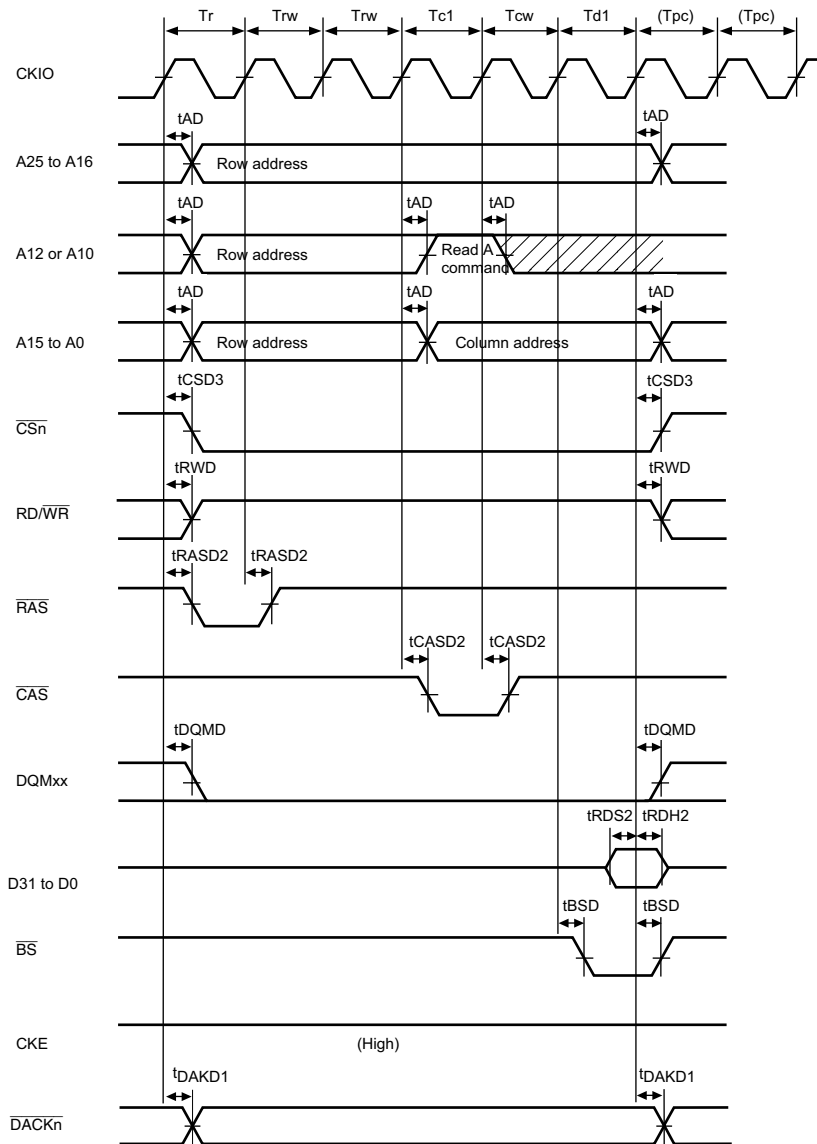 Tr Trw Trw Tc1 Tcw Td1 (Tpc) (Tpc)
CKIO
tAD tAD
A25 to A16 Row address
tAD tAD tAD
A12 or A10 Row address Read A
command
tAD tAD tAD
A15 to A0 Row address Column address
tCSD3 tCSD3
CSn
tRWD tRWD
RD/WR
tRASD2 tRASD2
RAS
tCASD2 tCASD2
CAS
tDQMD tDQMD
DQMxx
tRDS2 tRDH2
D31 to D0
tBSD tBSD
BS
CKE (High)
tDAKD1 tDAKD1
DACKn